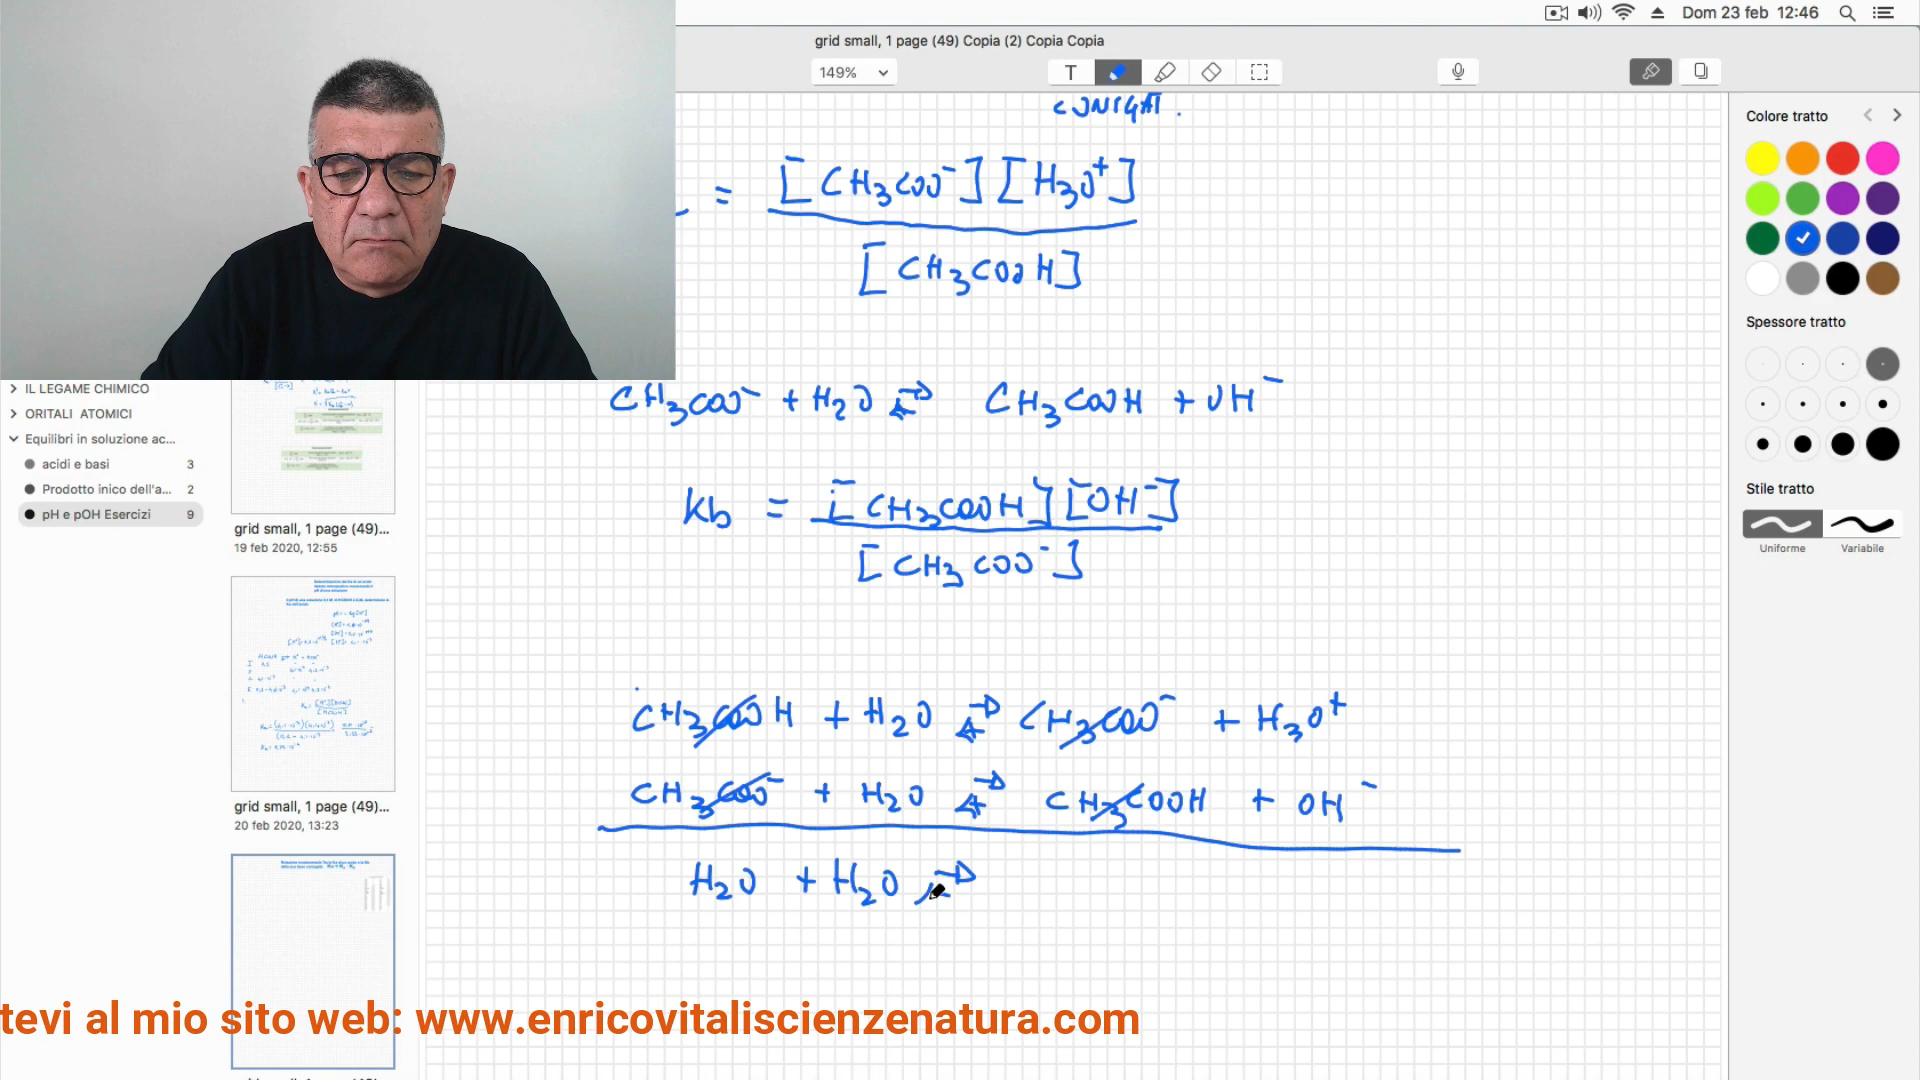 Dom 23 feb 12:46
grid small, 1 page (49) Copia (2) Copia Copia
149%
T
CONIGAT.
= [CH3COO-] [H3O+]
[CH3COOH]
CH3COO- + H2O ⇄ CH3COOH + OH-
Kb = [CH3COOH] [OH-]
[CH3COO-]
CH3COOH + H2O ⇄ CH3COO- + H3O+
CH3COO- + H2O ⇄ CH3COOH + OH-
H2O + H2O ⇄
IL LEGAME CHIMICO
ORITALI ATOMICI
Equilibri in soluzione ac...
acidi e basi 3
Prodotto inico dell'a... 2
pH e pOH Esercizi 9
grid small, 1 page (49)...
19 feb 2020, 12:55
grid small, 1 page (49)...
20 feb 2020, 13:23
Colore tratto
Spessore tratto
Stile tratto
Uniforme
Variabile
tevi al mio sito web: www.enricovitaliscienzenatura.com